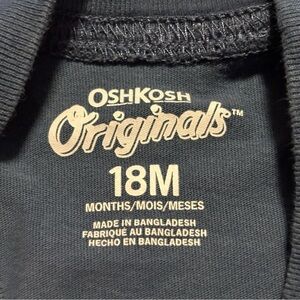 OSHKOSH
Originals™
18M
MONTHS/MOIS/MESES
MADE IN BANGLADESH
FABRIQUÉ AU BANGLADESH
HECHO EN BANGLADESH